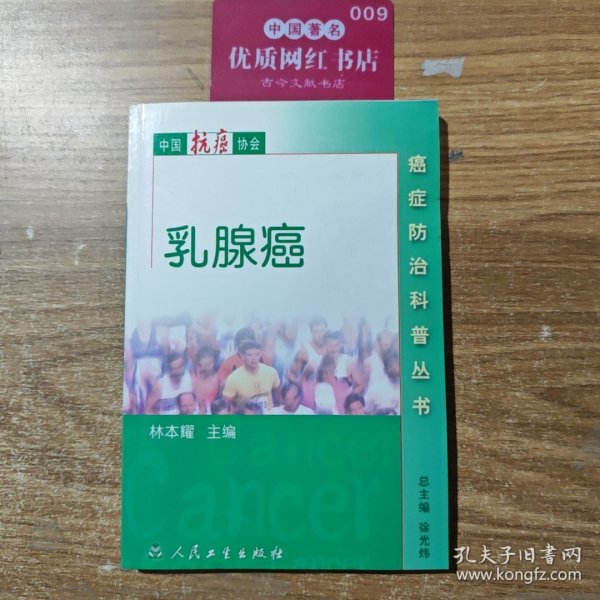 009
中国著名
优质网红书店
古今文献书店
中国抗癌协会
癌症防治科普丛书
乳腺癌
林本耀 主编
总主编 徐光炜
ancer
Cancer
ancer
人民卫生出版社
孔夫子旧书网
www.kongfz.com